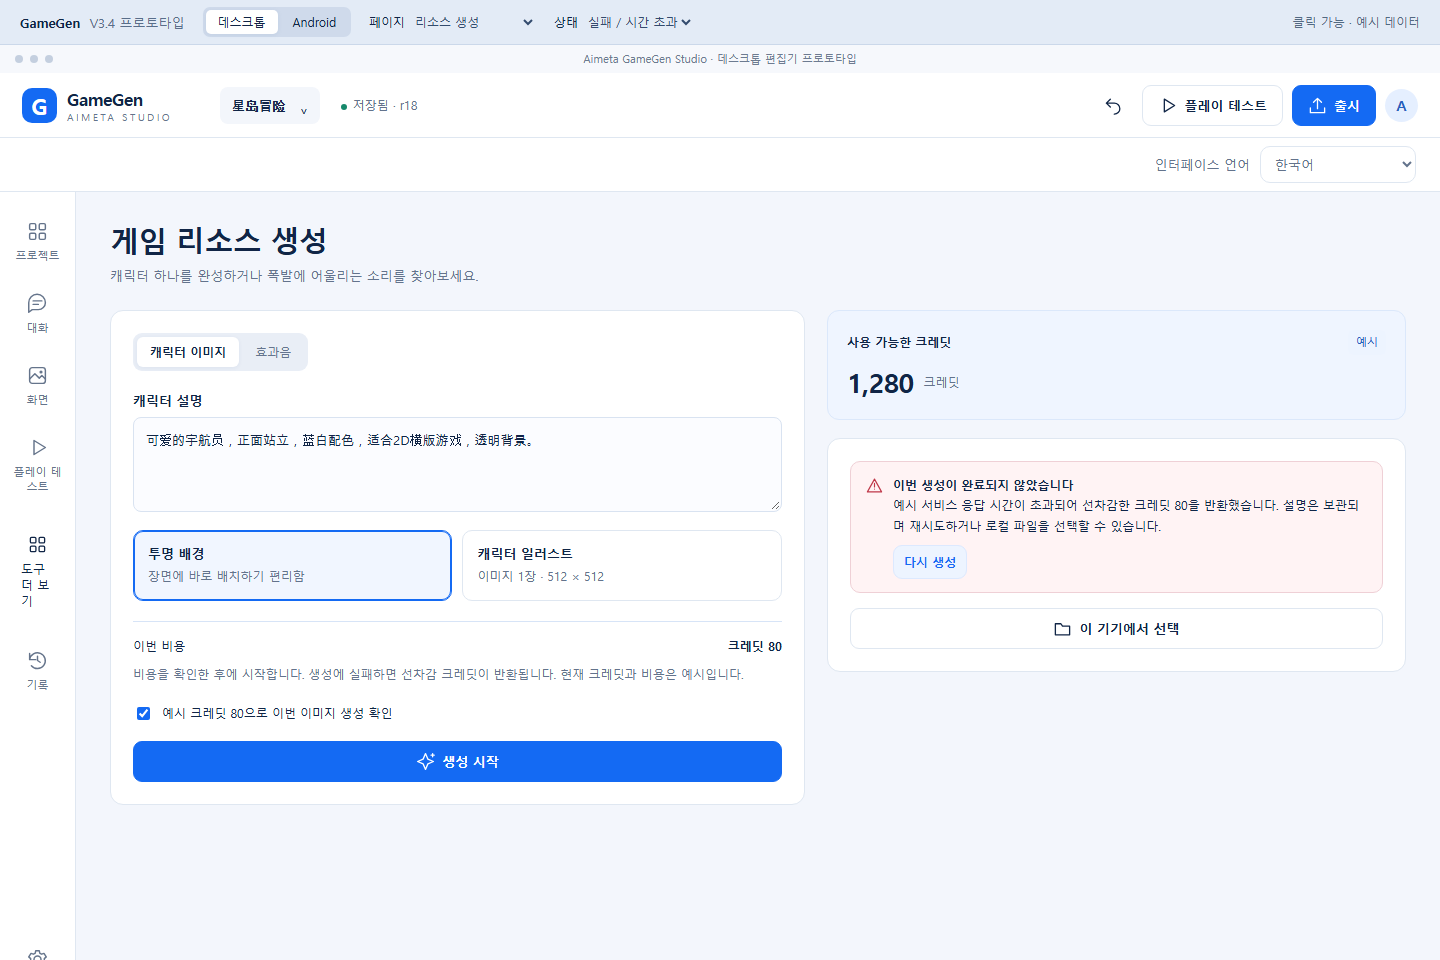 GameGen V3.4 프로토타입 데스크톱 Android 페이지 리소스 생성 상태 실패 / 시간 초과 클릭 가능 · 예시 데이터
Aimeta GameGen Studio · 데스크톱 편집기 프로토타입
G GameGen
AIMETA STUDIO
星岛冒险
저장됨 · r18
플레이 테스트
출시
A
인터페이스 언어 한국어
프로젝트
대화
화면
플레이 테
스트
도구
더 보
기
기록
게임 리소스 생성
캐릭터 하나를 완성하거나 폭발에 어울리는 소리를 찾아보세요.
캐릭터 이미지 효과음
캐릭터 설명
可爱的宇航员，正面站立，蓝白配色，适合2D横版游戏，透明背景。
투명 배경
장면에 바로 배치하기 편리함
캐릭터 일러스트
이미지 1장 · 512 × 512
이번 비용 크레딧 80
비용을 확인한 후에 시작합니다. 생성에 실패하면 선차감 크레딧이 반환됩니다. 현재 크레딧과 비용은 예시입니다.
예시 크레딧 80으로 이번 이미지 생성 확인
생성 시작
사용 가능한 크레딧 예시
1,280 크레딧
이번 생성이 완료되지 않았습니다
예시 서비스 응답 시간이 초과되어 선차감한 크레딧 80을 반환했습니다. 설명은 보관되
며 재시도하거나 로컬 파일을 선택할 수 있습니다.
다시 생성
이 기기에서 선택